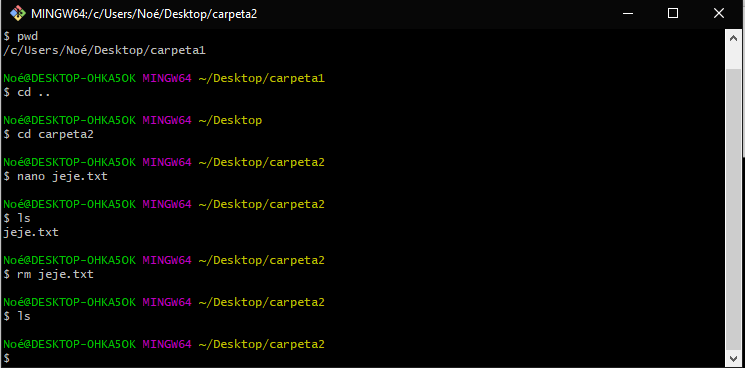 MINGW64:/c/Users/Noé/Desktop/carpeta2
$ pwd
/c/Users/Noé/Desktop/carpeta1
Noé@DESKTOP-OHKA5OK MINGW64 ~/Desktop/carpeta1
$ cd ..
Noé@DESKTOP-OHKA5OK MINGW64 ~/Desktop
$ cd carpeta2
Noé@DESKTOP-OHKA5OK MINGW64 ~/Desktop/carpeta2
$ nano jeje.txt
Noé@DESKTOP-OHKA5OK MINGW64 ~/Desktop/carpeta2
$ ls
jeje.txt
Noé@DESKTOP-OHKA5OK MINGW64 ~/Desktop/carpeta2
$ rm jeje.txt
Noé@DESKTOP-OHKA5OK MINGW64 ~/Desktop/carpeta2
$ ls
Noé@DESKTOP-OHKA5OK MINGW64 ~/Desktop/carpeta2
$